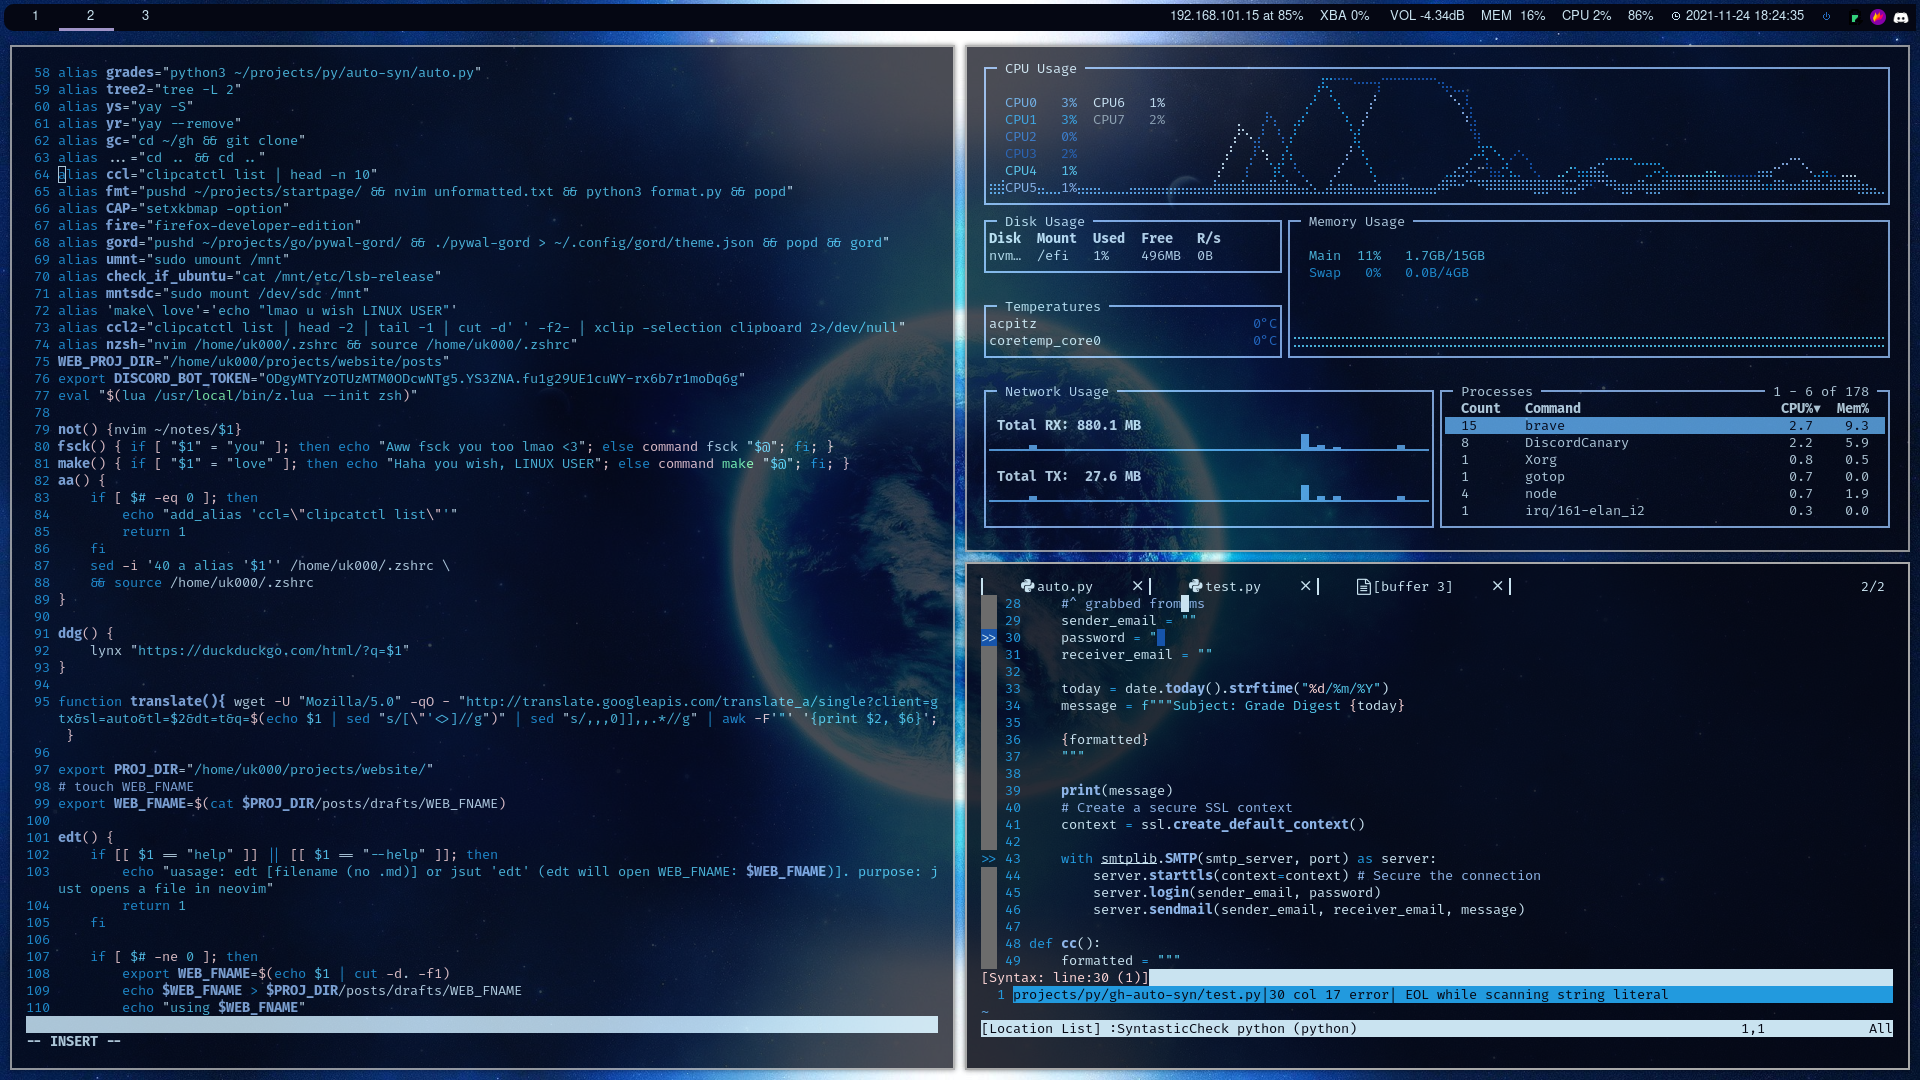 1 2 3 192.168.101.15 at 85% XBA 0% VOL -4.34dB MEM 16% CPU 2% 86% 2021-11-24 18:24:35
58 alias grades="python3 ~/projects/py/auto-syn/auto.py"
59 alias tree2="tree -L 2"
60 alias ys="yay -S"
61 alias yr="yay --remove"
62 alias gc="cd ~/gh && git clone"
63 alias ...="cd .. && cd .."
64 alias ccl="clipcatctl list | head -n 10"
65 alias fmt="pushd ~/projects/startpage/ && nvim unformatted.txt && python3 format.py && popd"
66 alias CAP="setxkbmap -option"
67 alias fire="firefox-developer-edition"
68 alias gord="pushd ~/projects/go/pywal-gord/ && ./pywal-gord > ~/.config/gord/theme.json && popd && gord"
69 alias umnt="sudo umount /mnt"
70 alias check_if_ubuntu="cat /mnt/etc/lsb-release"
71 alias mntsdc="sudo mount /dev/sdc /mnt"
72 alias 'make\ love'='echo "lmao u wish LINUX USER"'
73 alias ccl2="clipcatctl list | head -2 | tail -1 | cut -d' ' -f2- | xclip -selection clipboard 2>/dev/null"
74 alias nzsh="nvim /home/uk000/.zshrc && source /home/uk000/.zshrc"
75 WEB_PROJ_DIR="/home/uk000/projects/website/posts"
76 export DISCORD_BOT_TOKEN="ODgyMTYzOTUzMTM0ODcwNTg5.YS3ZNA.fu1g29UE1cuWY-rx6b7r1moDq6g"
77 eval "$(lua /usr/local/bin/z.lua --init zsh)"
78
79 not() {nvim ~/notes/$1}
80 fsck() { if [ "$1" = "you" ]; then echo "Aww fsck you too lmao <3"; else command fsck "$@"; fi; }
81 make() { if [ "$1" = "love" ]; then echo "Haha you wish, LINUX USER"; else command make "$@"; fi; }
82 aa() {
83 if [ $# -eq 0 ]; then
84 echo "add_alias 'ccl=\"clipcatctl list\"'"
85 return 1
86 fi
87 sed -i '40 a alias '$1'' /home/uk000/.zshrc \
88 && source /home/uk000/.zshrc
89 }
90
91 ddg() {
92 lynx "https://duckduckgo.com/html/?q=$1"
93 }
94
95 function translate(){ wget -U "Mozilla/5.0" -qO - "http://translate.googleapis.com/translate_a/single?client=g
tx&sl=auto&tl=$2&dt=t&q=$(echo $1 | sed "s/[\"'<>]//g")" | sed "s/,,,0]],,.*//g" | awk -F'"' '{print $2, $6}';
}
96
97 export PROJ_DIR="/home/uk000/projects/website/"
98 # touch WEB_FNAME
99 export WEB_FNAME=$(cat $PROJ_DIR/posts/drafts/WEB_FNAME)
100
101 edt() {
102 if [[ $1 == "help" ]] || [[ $1 == "--help" ]]; then
103 echo "uasage: edt [filename (no .md)] or jsut 'edt' (edt will open WEB_FNAME: $WEB_FNAME)]. purpose: j
ust opens a file in neovim"
104 return 1
105 fi
106
107 if [ $# -ne 0 ]; then
108 export WEB_FNAME=$(echo $1 | cut -d. -f1)
109 echo $WEB_FNAME > $PROJ_DIR/posts/drafts/WEB_FNAME
110 echo "using $WEB_FNAME"
-- INSERT --
CPU Usage
CPU0 3% CPU6 1%
CPU1 3% CPU7 2%
CPU2 0%
CPU3 2%
CPU4 1%
CPU5 1%
Disk Usage
Disk Mount Used Free R/s
nvm… /efi 1% 496MB 0B
Memory Usage
Main 11% 1.7GB/15GB
Swap 0% 0.0B/4GB
Temperatures
acpitz 0°C
coretemp_core0 0°C
Network Usage
Total RX: 880.1 MB
Total TX: 27.6 MB
Processes 1 - 6 of 178
Count Command CPU%▼ Mem%
15 brave 2.7 9.3
8 DiscordCanary 2.2 5.9
1 Xorg 0.8 0.5
1 gotop 0.7 0.0
4 node 0.7 1.9
1 irq/161-elan_i2 0.3 0.0
auto.py × | test.py × | [buffer 3] × | 2/2
28 #^ grabbed from ms
29 sender_email = ""
>> 30 password = "
31 receiver_email = ""
32
33 today = date.today().strftime("%d/%m/%Y")
34 message = f"""Subject: Grade Digest {today}
35
36 {formatted}
37 """
38
39 print(message)
40 # Create a secure SSL context
41 context = ssl.create_default_context()
42
>> 43 with smtplib.SMTP(smtp_server, port) as server:
44 server.starttls(context=context) # Secure the connection
45 server.login(sender_email, password)
46 server.sendmail(sender_email, receiver_email, message)
47
48 def cc():
49 formatted = """
[Syntax: line:30 (1)]
1 projects/py/gh-auto-syn/test.py|30 col 17 error| EOL while scanning string literal
~
[Location List] :SyntasticCheck python (python) 1,1 All